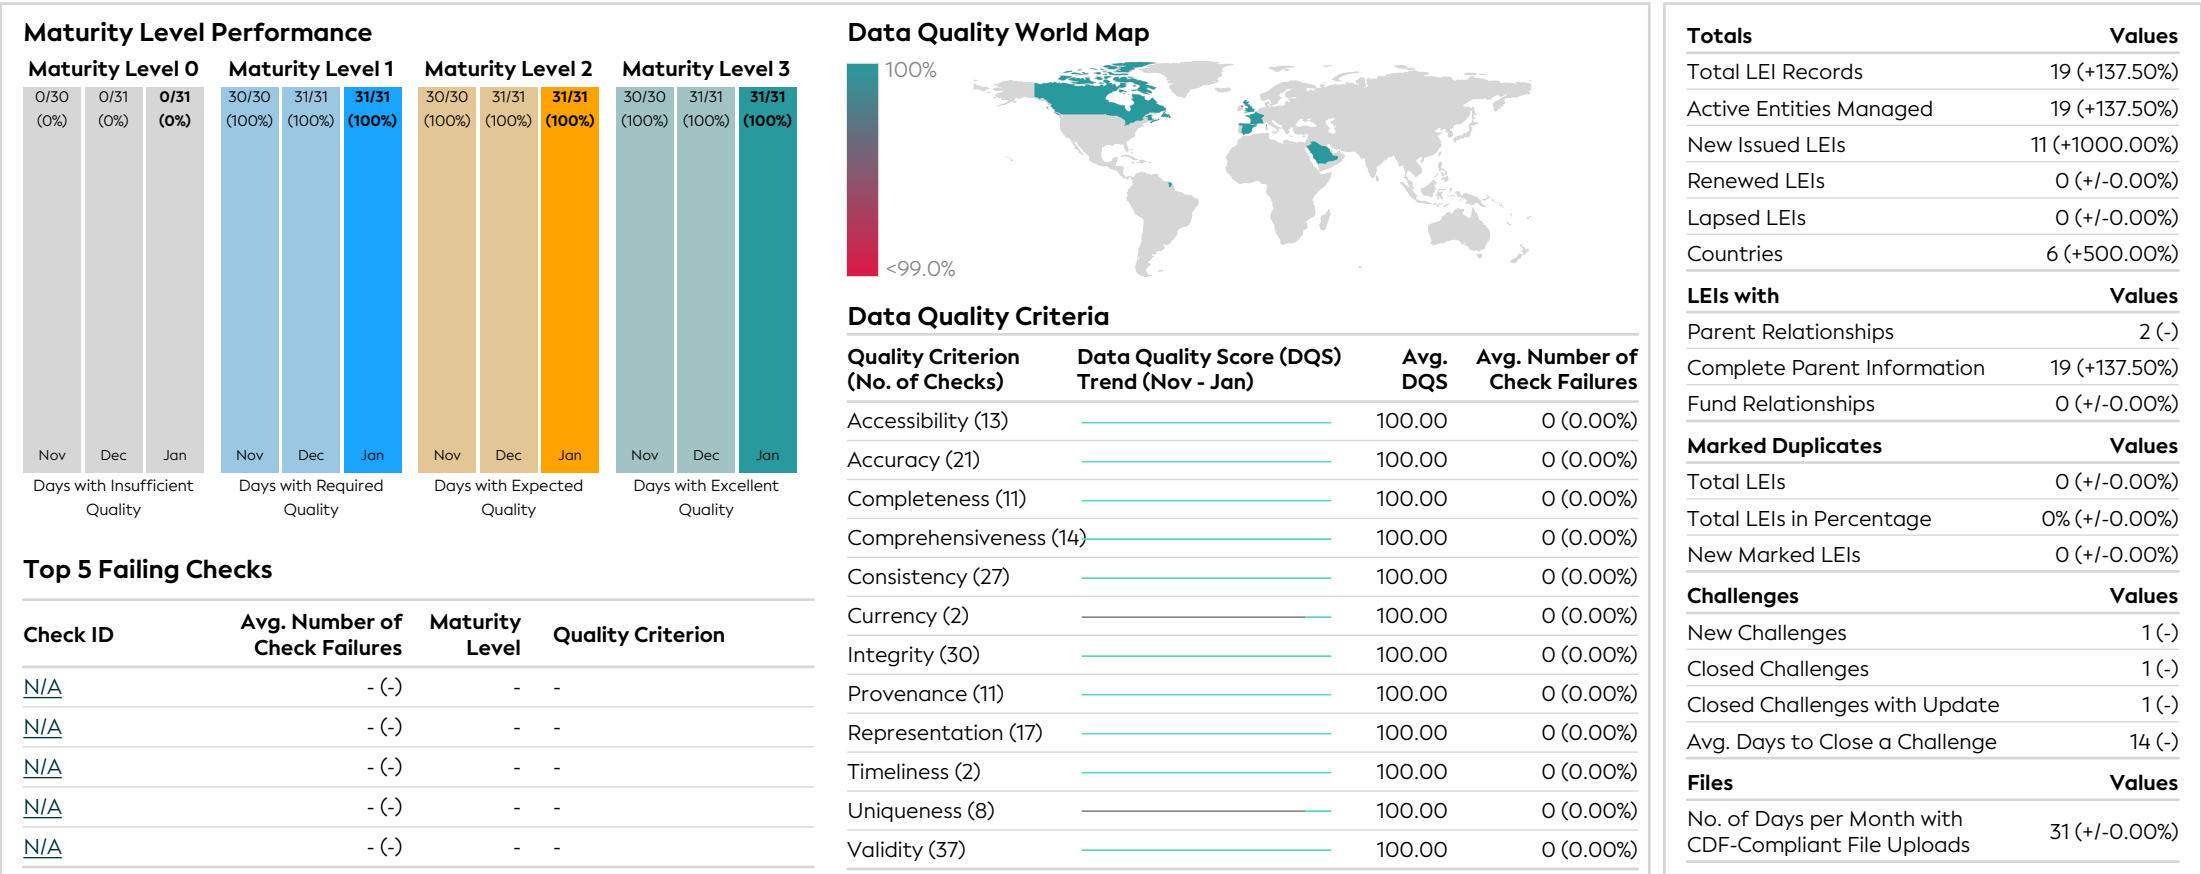 Maturity Level Performance
Maturity Level 0 Maturity Level 1 Maturity Level 2 Maturity Level 3
0/30 0/31 0/31 30/30 31/31 31/31 30/30 31/31 31/31 30/30 31/31 31/31
(0%) (0%) (0%) (100%) (100%) (100%) (100%) (100%) (100%) (100%) (100%) (100%)
Nov Dec Jan Nov Dec Jan Nov Dec Jan Nov Dec Jan
Days with Insufficient Days with Required Days with Expected Days with Excellent
Quality Quality Quality Quality
Top 5 Failing Checks
Check ID Avg. Number of Maturity Quality Criterion
Check Failures Level
N/A - (-) - -
N/A - (-) - -
N/A - (-) - -
N/A - (-) - -
N/A - (-) - -
Data Quality World Map
100%
<99.0%
Data Quality Criteria
Quality Criterion Data Quality Score (DQS) Avg. Avg. Number of
(No. of Checks) Trend (Nov - Jan) DQS Check Failures
Accessibility (13) 100.00 0 (0.00%)
Accuracy (21) 100.00 0 (0.00%)
Completeness (11) 100.00 0 (0.00%)
Comprehensiveness (14) 100.00 0 (0.00%)
Consistency (27) 100.00 0 (0.00%)
Currency (2) 100.00 0 (0.00%)
Integrity (30) 100.00 0 (0.00%)
Provenance (11) 100.00 0 (0.00%)
Representation (17) 100.00 0 (0.00%)
Timeliness (2) 100.00 0 (0.00%)
Uniqueness (8) 100.00 0 (0.00%)
Validity (37) 100.00 0 (0.00%)
Totals Values
Total LEI Records 19 (+137.50%)
Active Entities Managed 19 (+137.50%)
New Issued LEIs 11 (+1000.00%)
Renewed LEIs 0 (+/-0.00%)
Lapsed LEIs 0 (+/-0.00%)
Countries 6 (+500.00%)
LEIs with Values
Parent Relationships 2 (-)
Complete Parent Information 19 (+137.50%)
Fund Relationships 0 (+/-0.00%)
Marked Duplicates Values
Total LEIs 0 (+/-0.00%)
Total LEIs in Percentage 0% (+/-0.00%)
New Marked LEIs 0 (+/-0.00%)
Challenges Values
New Challenges 1 (-)
Closed Challenges 1 (-)
Closed Challenges with Update 1 (-)
Avg. Days to Close a Challenge 14 (-)
Files Values
No. of Days per Month with
CDF-Compliant File Uploads 31 (+/-0.00%)